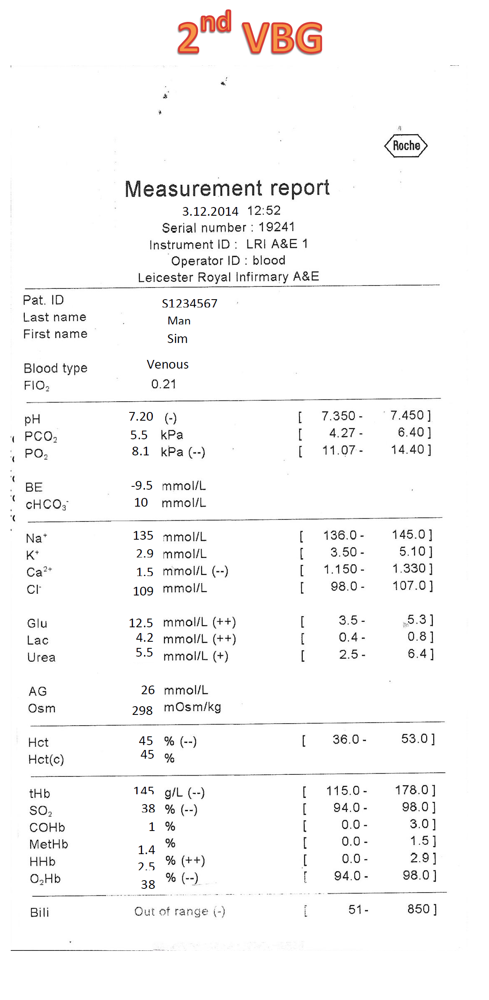 2nd VBG
Roche
Measurement report
3.12.2014 12:52
Serial number : 19241
Instrument ID : LRI A&E 1
Operator ID : blood
Leicester Royal Infirmary A&E
Pat. ID S1234567
Last name Man
First name Sim
Blood type Venous
FIO2 0.21
pH 7.20 (-) [ 7.350 - 7.450 ]
PCO2 5.5 kPa [ 4.27 - 6.40 ]
PO2 8.1 kPa (--) [ 11.07 - 14.40 ]
BE -9.5 mmol/L
cHCO3- 10 mmol/L
Na+ 135 mmol/L [ 136.0 - 145.0 ]
K+ 2.9 mmol/L [ 3.50 - 5.10 ]
Ca2+ 1.5 mmol/L (--) [ 1.150 - 1.330 ]
Cl- 109 mmol/L [ 98.0 - 107.0 ]
Glu 12.5 mmol/L (++) [ 3.5 - 5.3 ]
Lac 4.2 mmol/L (++) [ 0.4 - 0.8 ]
Urea 5.5 mmol/L (+) [ 2.5 - 6.4 ]
AG 26 mmol/L
Osm 298 mOsm/kg
Hct 45 % (--) [ 36.0 - 53.0 ]
Hct(c) 45 %
tHb 145 g/L (--) [ 115.0 - 178.0 ]
SO2 38 % (--) [ 94.0 - 98.0 ]
COHb 1 % [ 0.0 - 3.0 ]
MetHb 1.4 % [ 0.0 - 1.5 ]
HHb 2.5 % (++) [ 0.0 - 2.9 ]
O2Hb 38 % (--) [ 94.0 - 98.0 ]
Bili Out of range (-) [ 51 - 850 ]